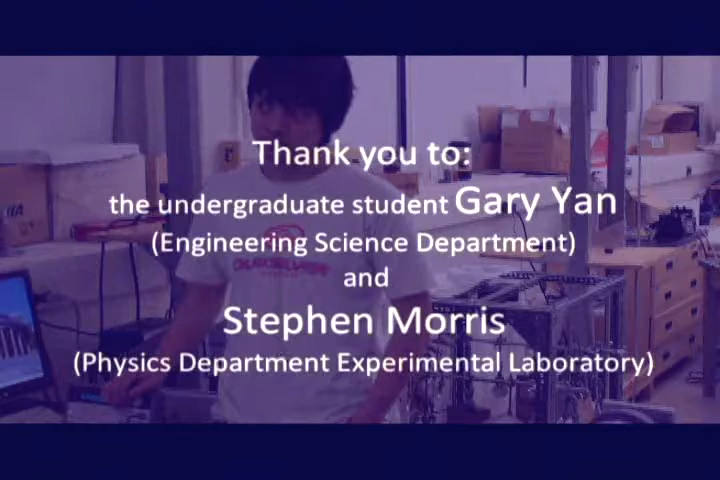 Thank you to:
the undergraduate student Gary Yan
(Engineering Science Department)
and
Stephen Morris
(Physics Department Experimental Laboratory)